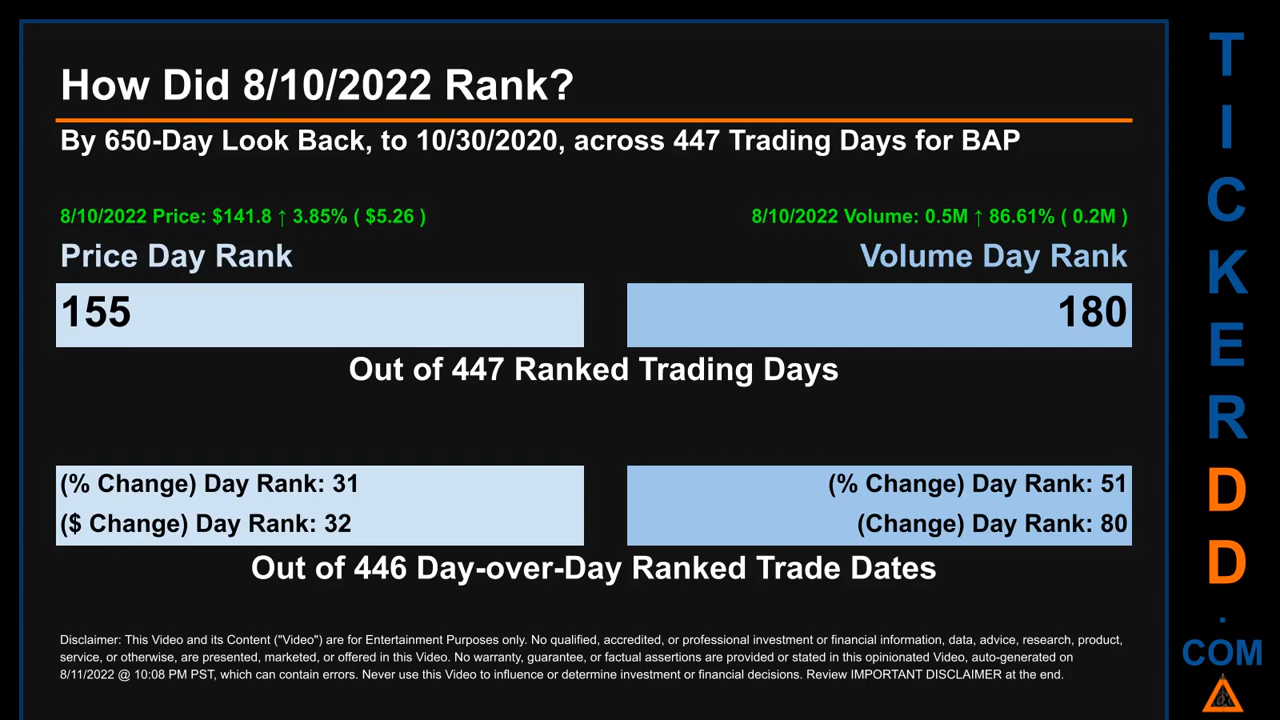 How Did 8/10/2022 Rank?
By 650-Day Look Back, to 10/30/2020, across 447 Trading Days for BAP
8/10/2022 Price: $141.8 ↑ 3.85% ( $5.26 )
8/10/2022 Volume: 0.5M ↑ 86.61% ( 0.2M )
Price Day Rank
Volume Day Rank
155
180
Out of 447 Ranked Trading Days
(% Change) Day Rank: 31
($ Change) Day Rank: 32
(% Change) Day Rank: 51
(Change) Day Rank: 80
Out of 446 Day-over-Day Ranked Trade Dates
Disclaimer: This Video and its Content ("Video") are for Entertainment Purposes only. No qualified, accredited, or professional investment or financial information, data, advice, research, product,
service, or otherwise, are presented, marketed, or offered in this Video. No warranty, guarantee, or factual assertions are provided or stated in this opinionated Video, auto-generated on
8/11/2022 @ 10:08 PM PST, which can contain errors. Never use this Video to influence or determine investment or financial decisions. Review IMPORTANT DISCLAIMER at the end.
T
I
C
K
E
R
D
D
.
COM